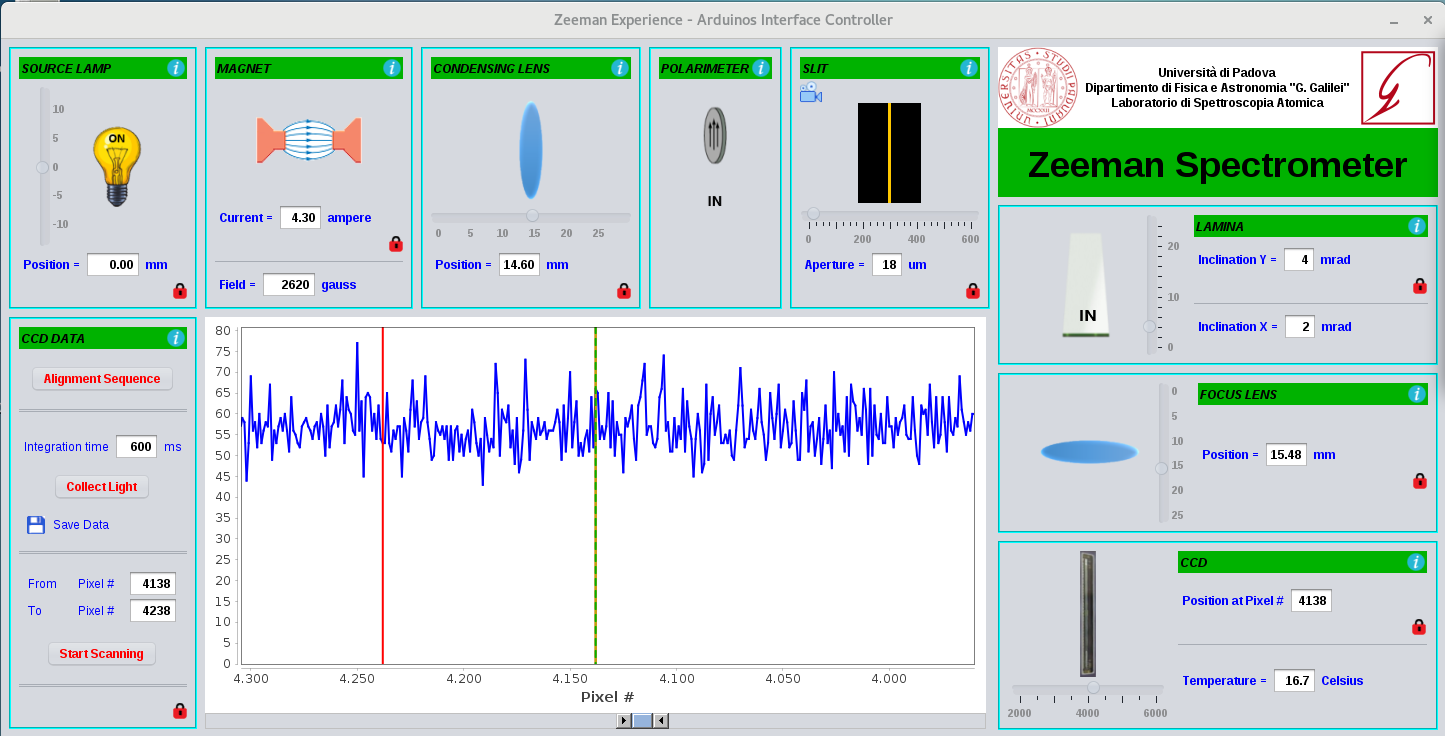 Zeeman Experience - Arduinos Interface Controller
SOURCE LAMP
10
5
0
-5
-10
ON
Position = 0.00 mm
MAGNET
Current = 4.30 ampere
Field = 2620 gauss
CONDENSING LENS
0 5 10 15 20 25
Position = 14.60 mm
POLARIMETER
IN
SLIT
0 200 400 600
Aperture = 18 um
Università di Padova
Dipartimento di Fisica e Astronomia "G. Galilei"
Laboratorio di Spettroscopia Atomica
Zeeman Spectrometer
LAMINA
IN
20
10
0
Inclination Y = 4 mrad
Inclination X = 2 mrad
CCD DATA
Alignment Sequence
Integration time 600 ms
Collect Light
Save Data
From Pixel # 4138
To Pixel # 4238
Start Scanning
80
75
70
65
60
55
50
45
40
35
30
25
20
15
10
5
0
4.300 4.250 4.200 4.150 4.100 4.050 4.000
Pixel #
FOCUS LENS
0
5
10
15
20
25
Position = 15.48 mm
CCD
Position at Pixel # 4138
2000 4000 6000
Temperature = 16.7 Celsius